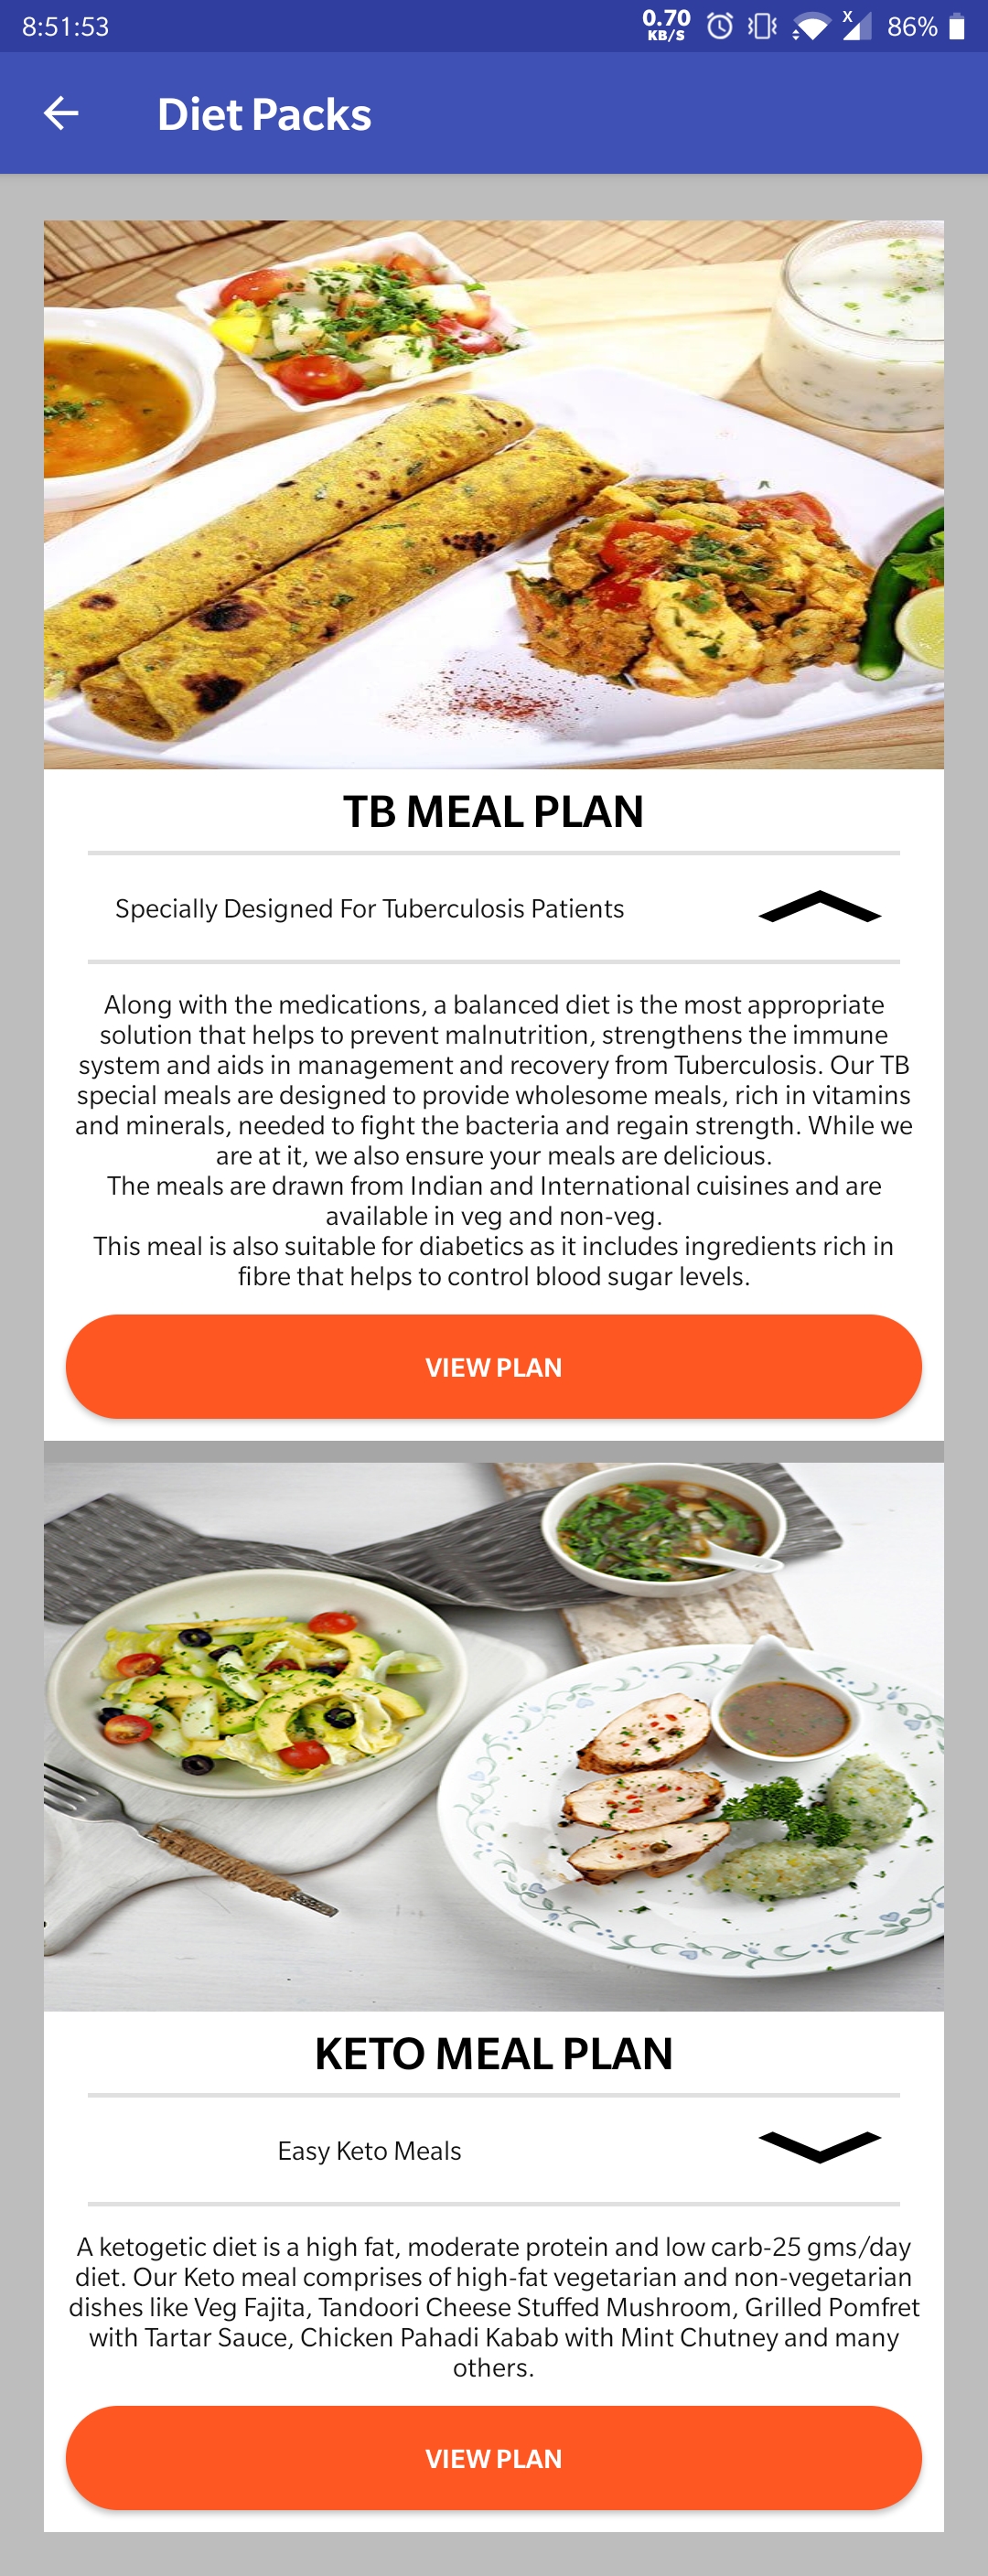 8:51:53
0.70
KB/S
X
86%
Diet Packs
TB MEAL PLAN
Specially Designed For Tuberculosis Patients
Along with the medications, a balanced diet is the most appropriate
solution that helps to prevent malnutrition, strengthens the immune
system and aids in management and recovery from Tuberculosis. Our TB
special meals are designed to provide wholesome meals, rich in vitamins
and minerals, needed to fight the bacteria and regain strength. While we
are at it, we also ensure your meals are delicious.
The meals are drawn from Indian and International cuisines and are
available in veg and non-veg.
This meal is also suitable for diabetics as it includes ingredients rich in
fibre that helps to control blood sugar levels.
VIEW PLAN
KETO MEAL PLAN
Easy Keto Meals
A ketogetic diet is a high fat, moderate protein and low carb-25 gms/day
diet. Our Keto meal comprises of high-fat vegetarian and non-vegetarian
dishes like Veg Fajita, Tandoori Cheese Stuffed Mushroom, Grilled Pomfret
with Tartar Sauce, Chicken Pahadi Kabab with Mint Chutney and many
others.
VIEW PLAN